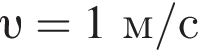 υ = 1 м/с